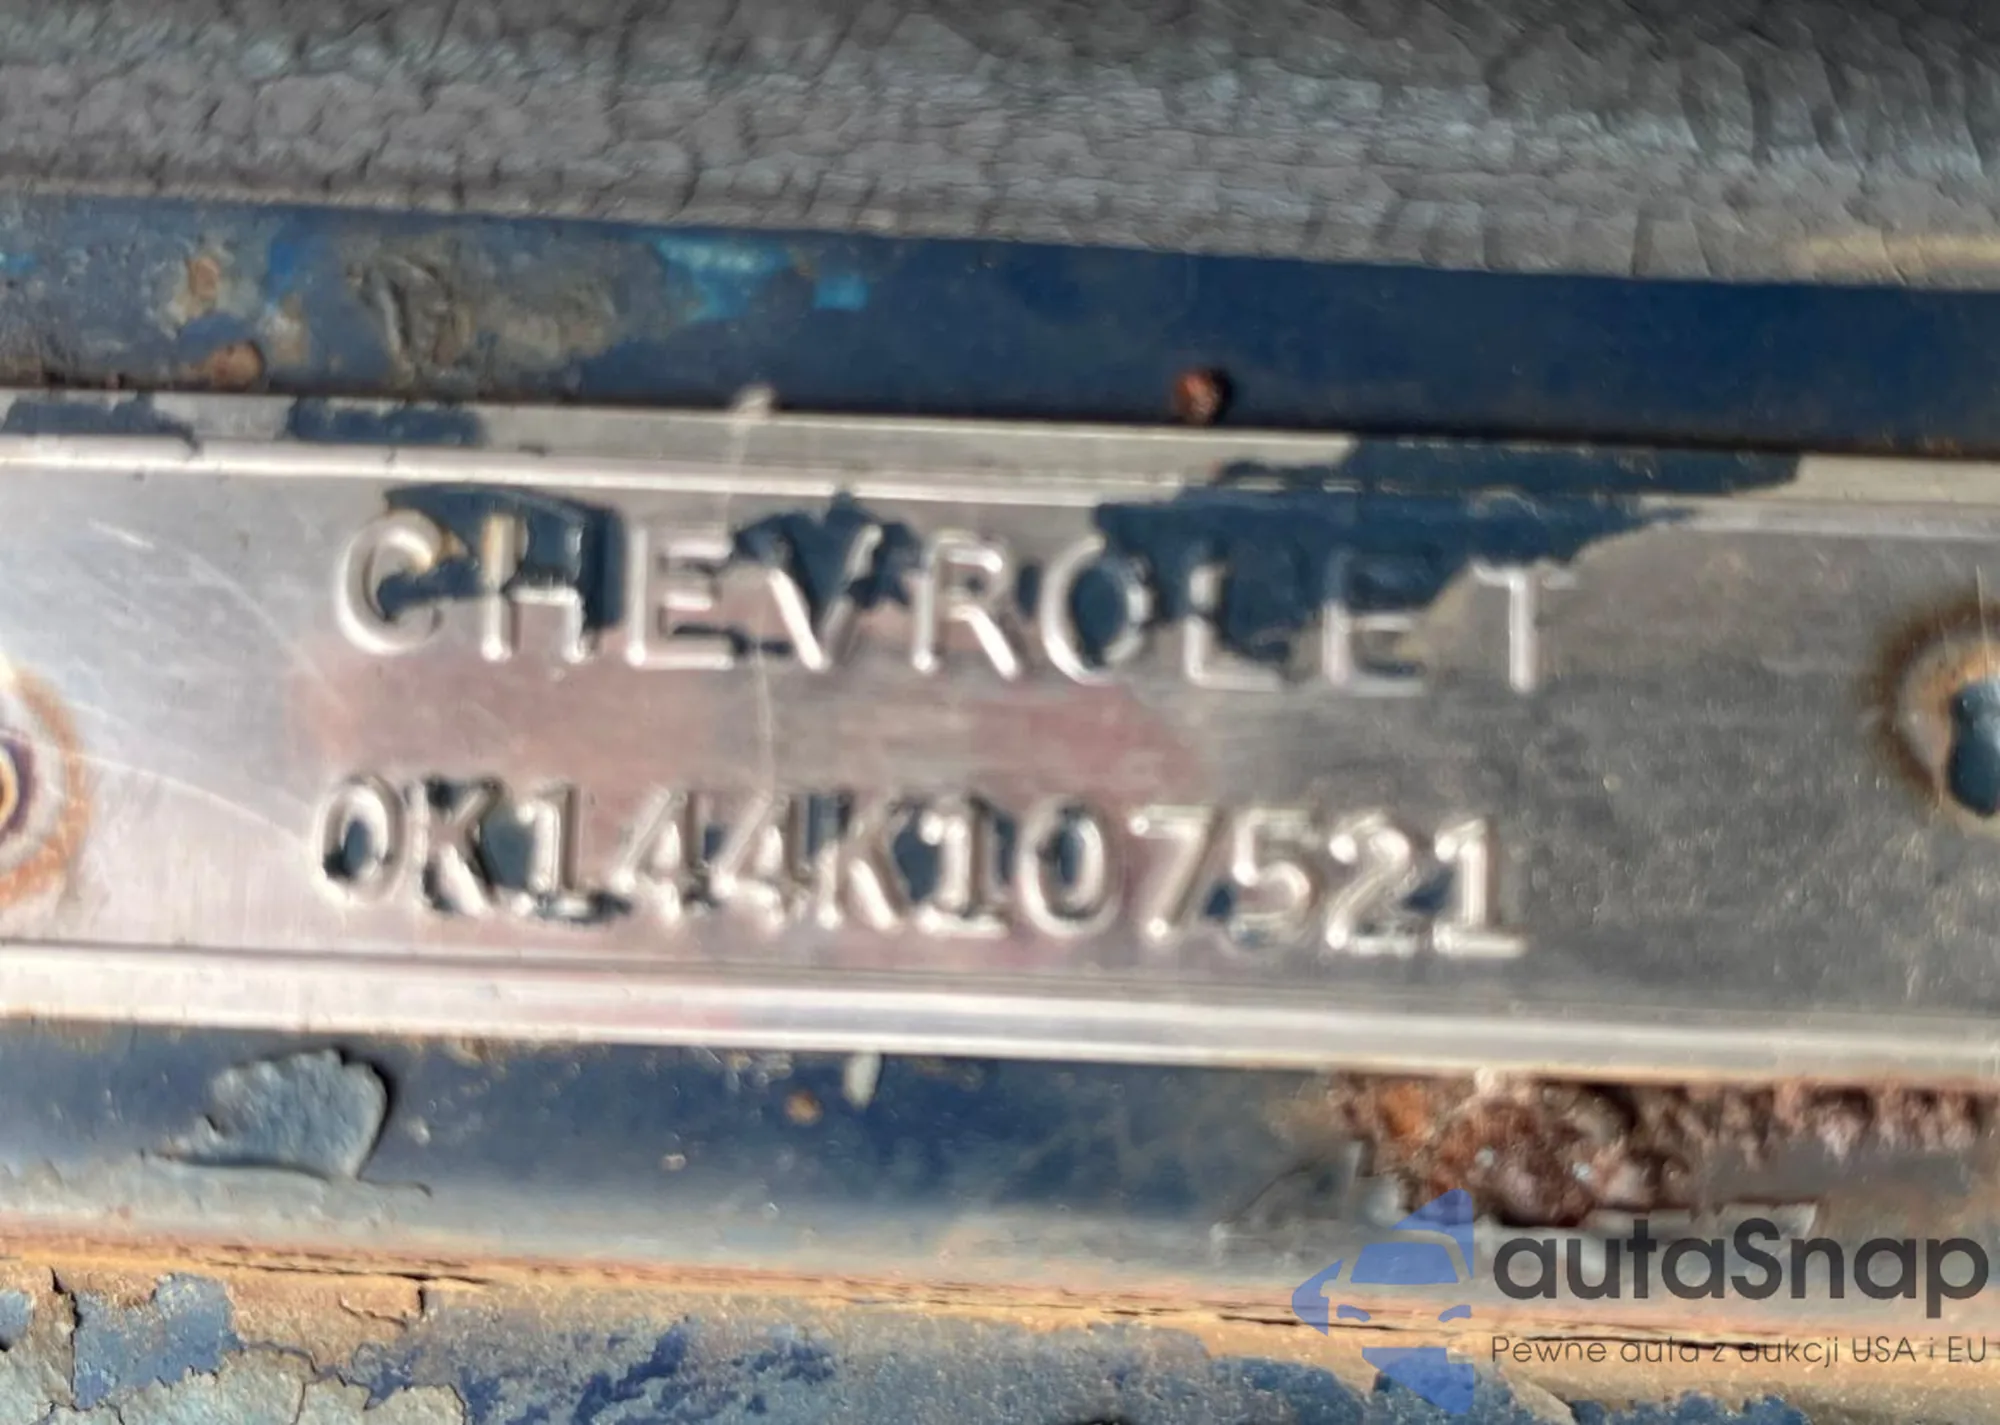 CHEVROLET
0K144K107521
autaSnap
Pewne auta z aukcji USA i EU